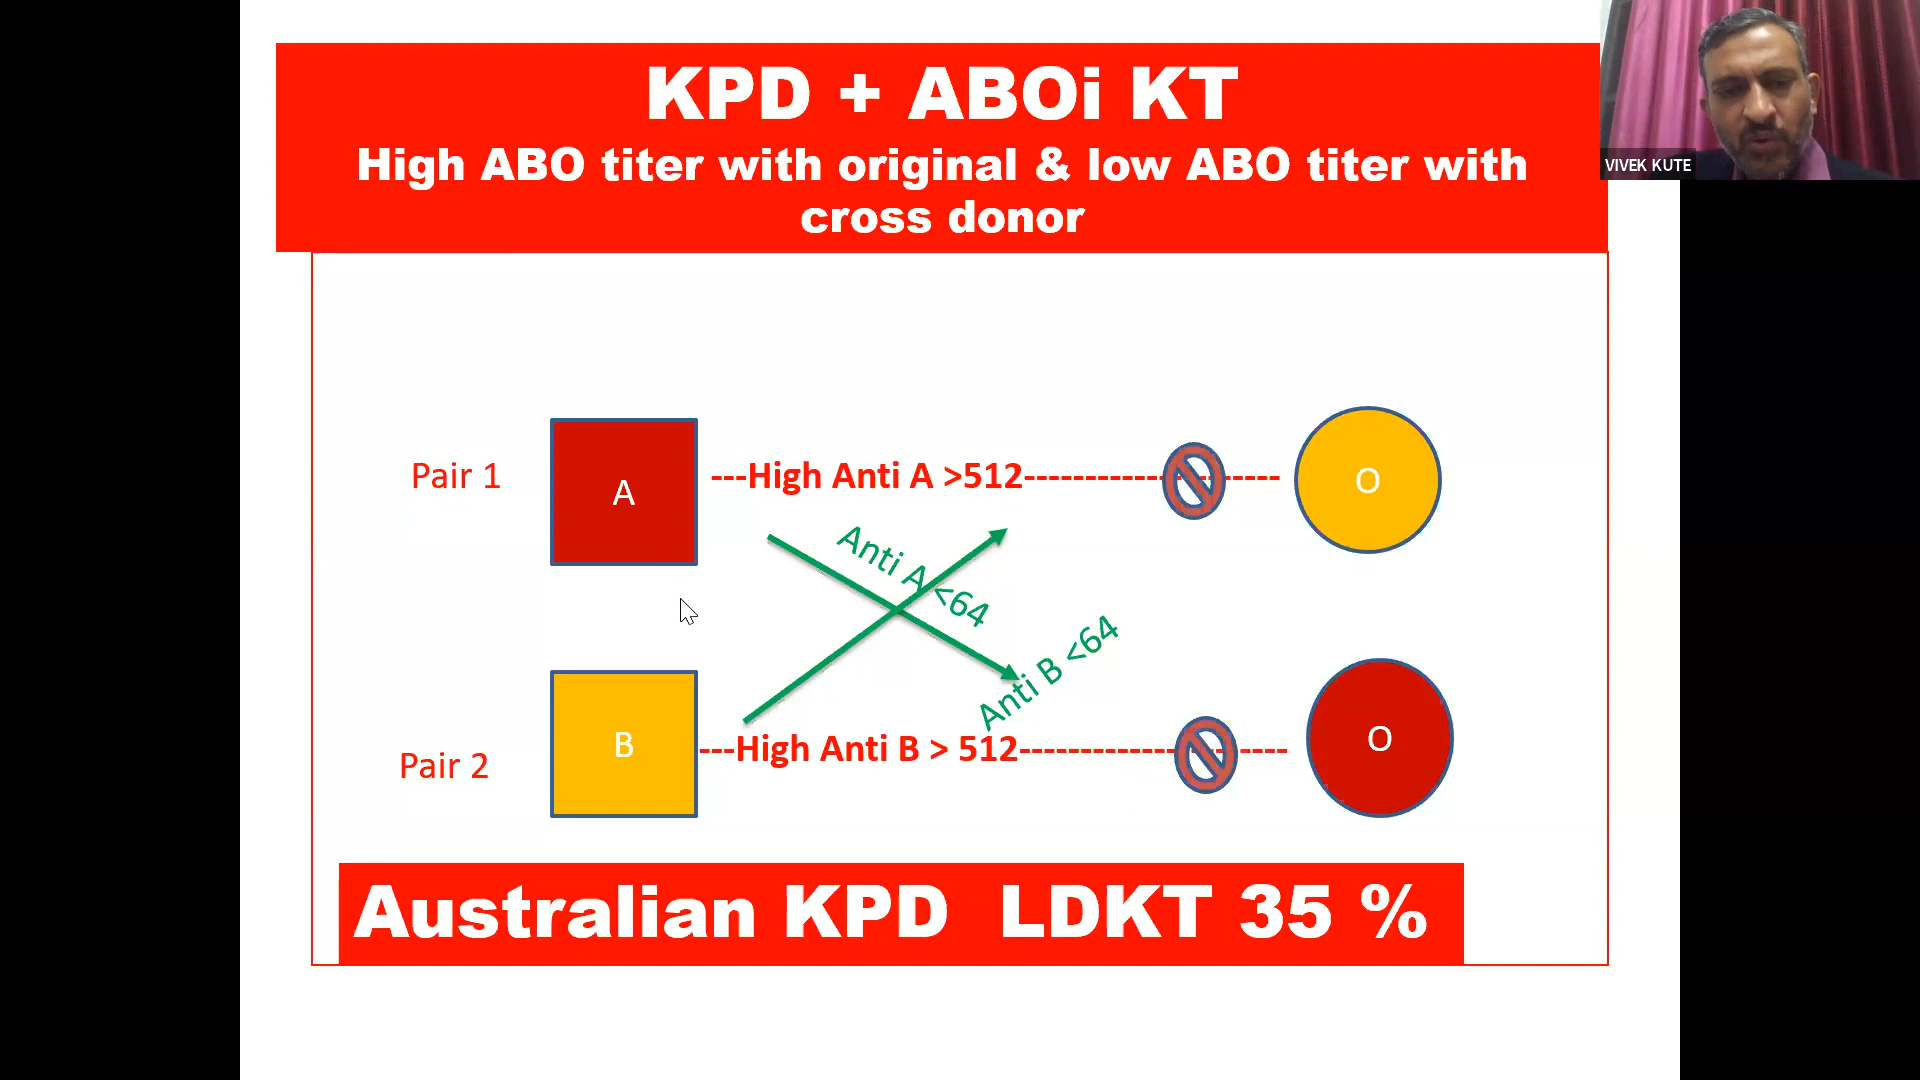 KPD + ABOi KT
High ABO titer with original & low ABO titer with
cross donor
VIVEK KUTE
Pair 1
A
---High Anti A >512--------------------
O
Anti A <64
Anti B <64
Pair 2
B
---High Anti B > 512---------------------
O
Australian KPD LDKT 35 %